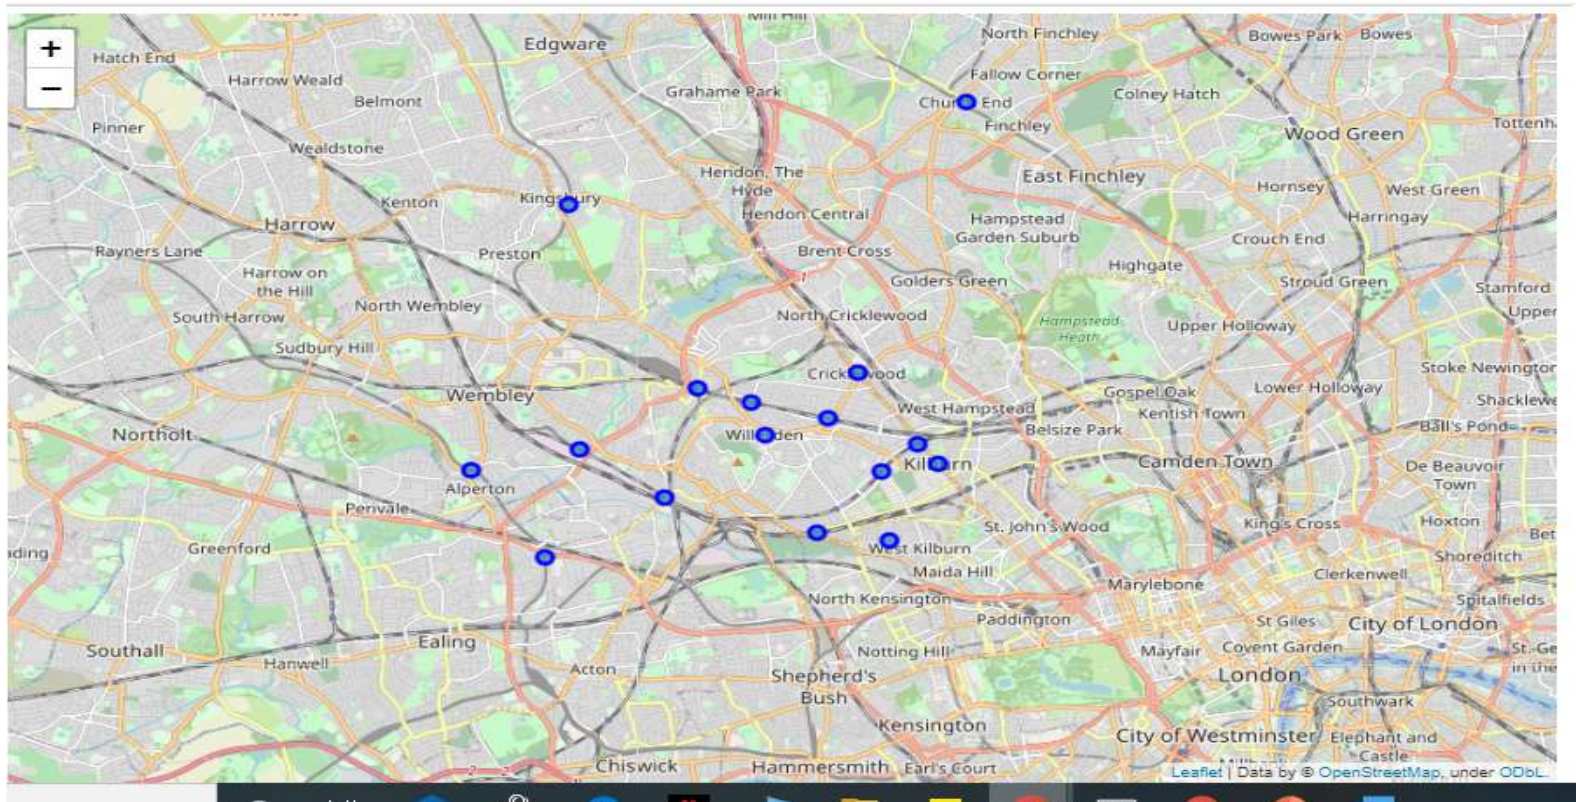 Mill Hill
North Finchley
Bowes Park
Bowes
+
Hatch End
Edgware
Fallow Corner
Harrow Weald
Grahame Park
Colney Hatch
−
Belmont
End
Pinner
Finchley
Wood Green
Wealdstone
Hendon, The
Hyde
East Finchley
Kenton
Hornsey
West Green
Harrow
Hendon Central
Hampstead
Garden Suburb
Harringay
Rayners Lane
Preston
Brent Cross
Crouch End
Harrow on
the Hill
Highgate
Golders Green
Stroud Green
Stamford
North Wembley
South Harrow
North Cricklewood
Hampstead
Heath
Upper Holloway
Upper
Sudbury Hill
Stoke Newington
Wembley
Gospel Oak
Lower Holloway
West Hampstead
Kentish Town
Northolt
Belsize Park
Ball's Pond
Camden Town
De Beauvoir
Town
Alperton
Perivale
St. John's Wood
King's Cross
Hoxton
Greenford
West Kilburn
Shoreditch
Maida Hill
Marylebone
Clerkenwell
North Kensington
Spitalfields
Paddington
St Giles
City of London
Southall
Ealing
Hanwell
Notting Hill
Mayfair
Covent Garden
Acton
Shepherd's
Bush
London
in the
Southwark
Kensington
City of Westminster
Elephant and
Castle
Chiswick
Hammersmith
Earl's Court
Leaflet | Data by © OpenStreetMap, under ODbL.